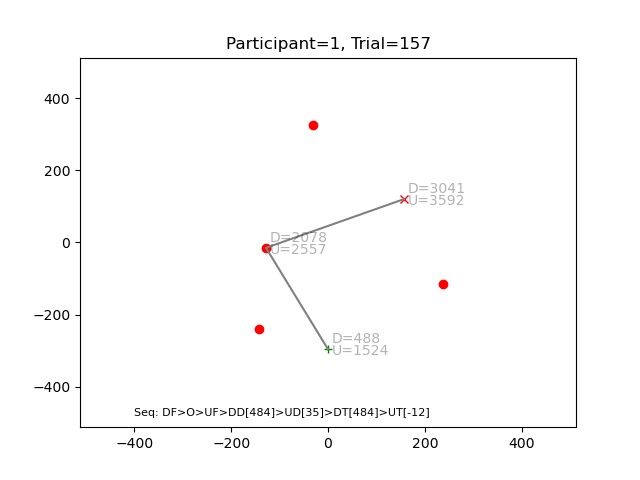 Participant=1, Trial=157
400
200
0
−200
−400
D=3041
U=3592
D=2078
U=2557
D=488
U=1524
Seq: DF>O>UF>DD[484]>UD[35]>DT[484]>UT[-12]
−400
−200
0
200
400